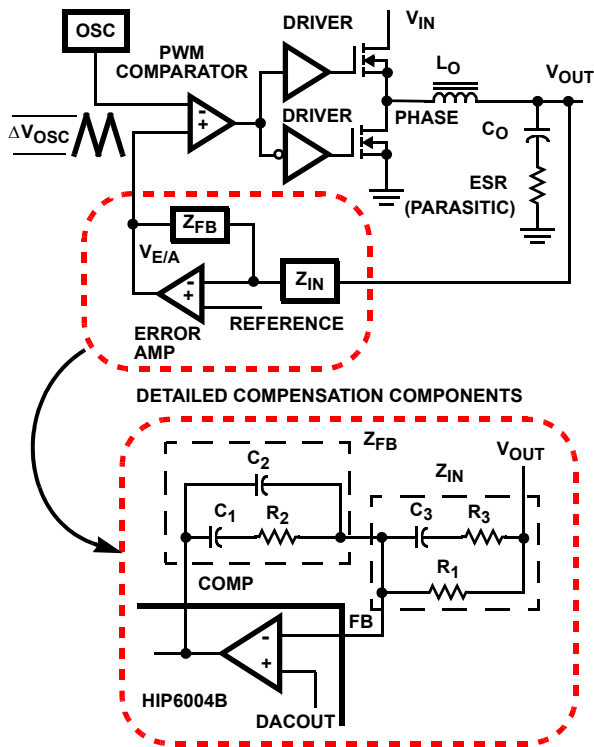 OSC
PWM
COMPARATOR
DRIVER
V_IN
L_O
V_OUT
ΔV_OSC
-
+
DRIVER
PHASE
C_O
ESR
(PARASITIC)
Z_FB
V_E/A
-
+
Z_IN
REFERENCE
ERROR
AMP
DETAILED COMPENSATION COMPONENTS
Z_FB
V_OUT
C_2
Z_IN
C_1
R_2
C_3
R_3
COMP
R_1
FB
-
+
HIP6004B
DACOUT